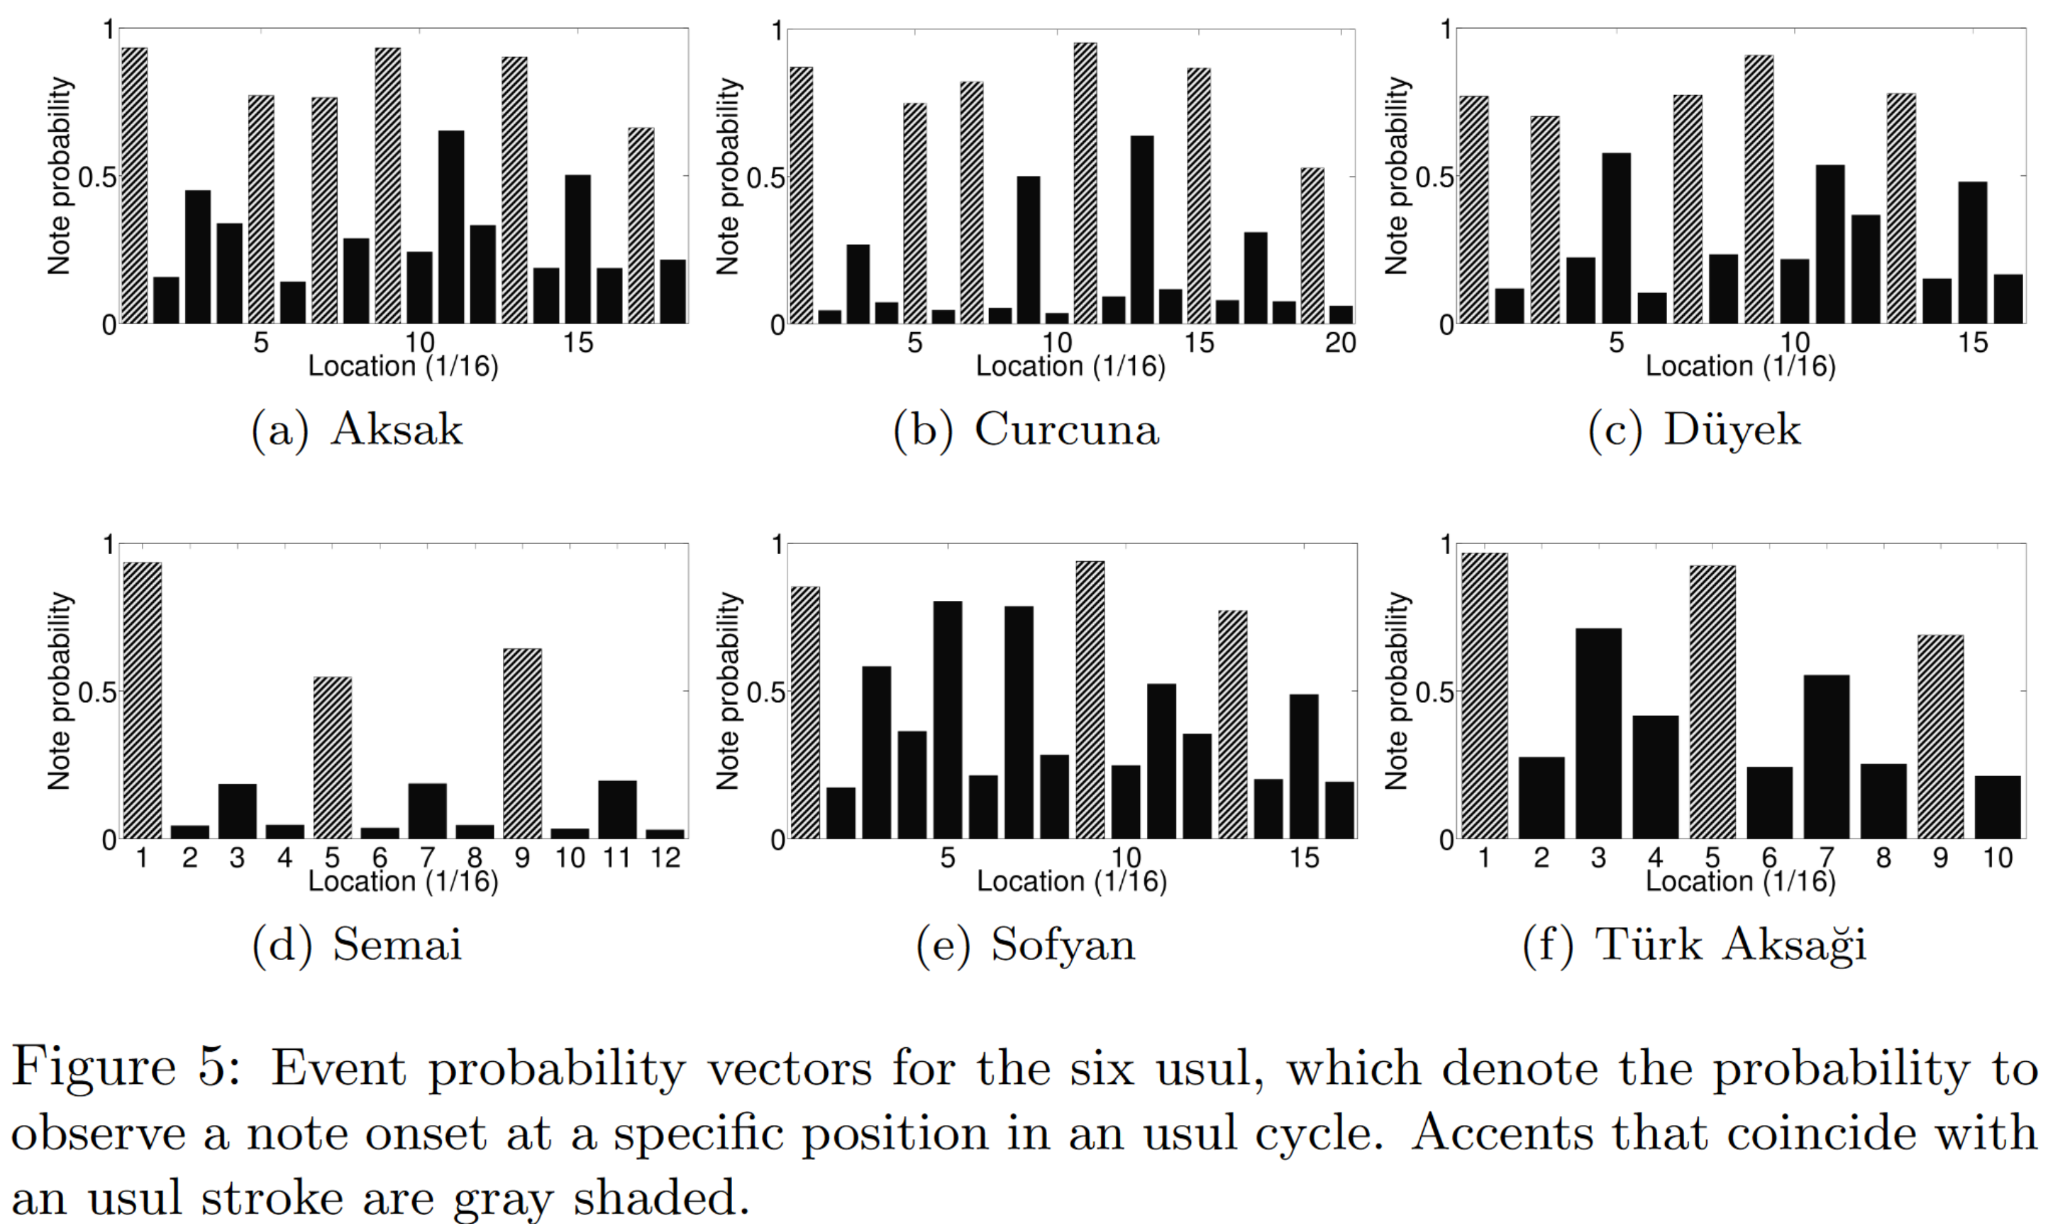 1
0.5
0
Note probability
5 10 15
Location (1/16)
(a) Aksak
1
0.5
0
Note probability
5 10 15 20
Location (1/16)
(b) Curcuna
1
0.5
0
Note probability
5 10 15
Location (1/16)
(c) Düyek
1
0.5
0
Note probability
1 2 3 4 5 6 7 8 9 10 11 12
Location (1/16)
(d) Semai
1
0.5
0
Note probability
5 10 15
Location (1/16)
(e) Sofyan
1
0.5
0
Note probability
1 2 3 4 5 6 7 8 9 10
Location (1/16)
(f) Türk Aksaği
Figure 5: Event probability vectors for the six usul, which denote the probability to
observe a note onset at a specific position in an usul cycle. Accents that coincide with
an usul stroke are gray shaded.